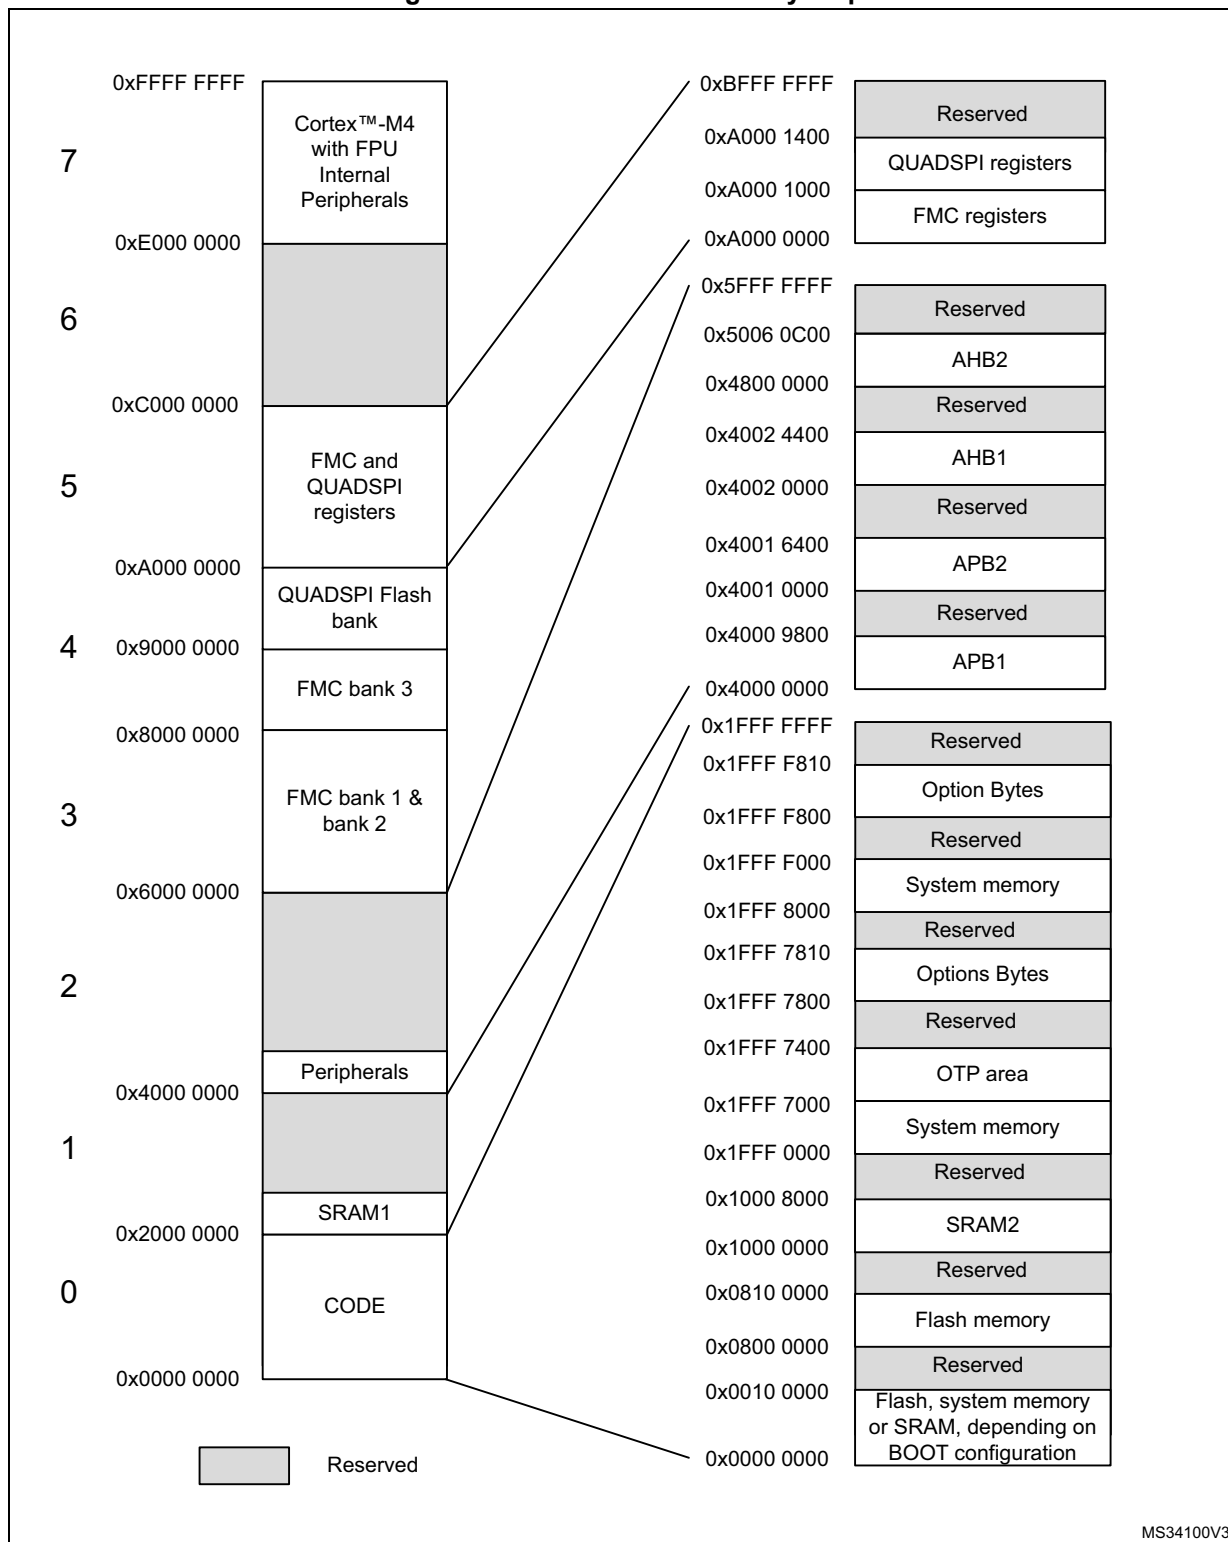 0xFFFF FFFF
Cortex™-M4
with FPU
Internal
Peripherals
7
0xE000 0000
6
0xC000 0000
FMC and
QUADSPI
registers
5
0xA000 0000
QUADSPI Flash
bank
4
0x9000 0000
FMC bank 3
0x8000 0000
FMC bank 1 &
bank 2
3
0x6000 0000
2
Peripherals
0x4000 0000
1
SRAM1
0x2000 0000
0
CODE
0x0000 0000
Reserved
0xBFFF FFFF
Reserved
0xA000 1400
QUADSPI registers
0xA000 1000
FMC registers
0xA000 0000
0x5FFF FFFF
Reserved
0x5006 0C00
AHB2
0x4800 0000
Reserved
0x4002 4400
AHB1
0x4002 0000
Reserved
0x4001 6400
APB2
0x4001 0000
Reserved
0x4000 9800
APB1
0x4000 0000
0x1FFF FFFF
Reserved
0x1FFF F810
Option Bytes
0x1FFF F800
Reserved
0x1FFF F000
System memory
0x1FFF 8000
Reserved
0x1FFF 7810
Options Bytes
0x1FFF 7800
Reserved
0x1FFF 7400
OTP area
0x1FFF 7000
System memory
0x1FFF 0000
Reserved
0x1000 8000
SRAM2
0x1000 0000
Reserved
0x0810 0000
Flash memory
0x0800 0000
Reserved
0x0010 0000
Flash, system memory
or SRAM, depending on
BOOT configuration
0x0000 0000
MS34100V3